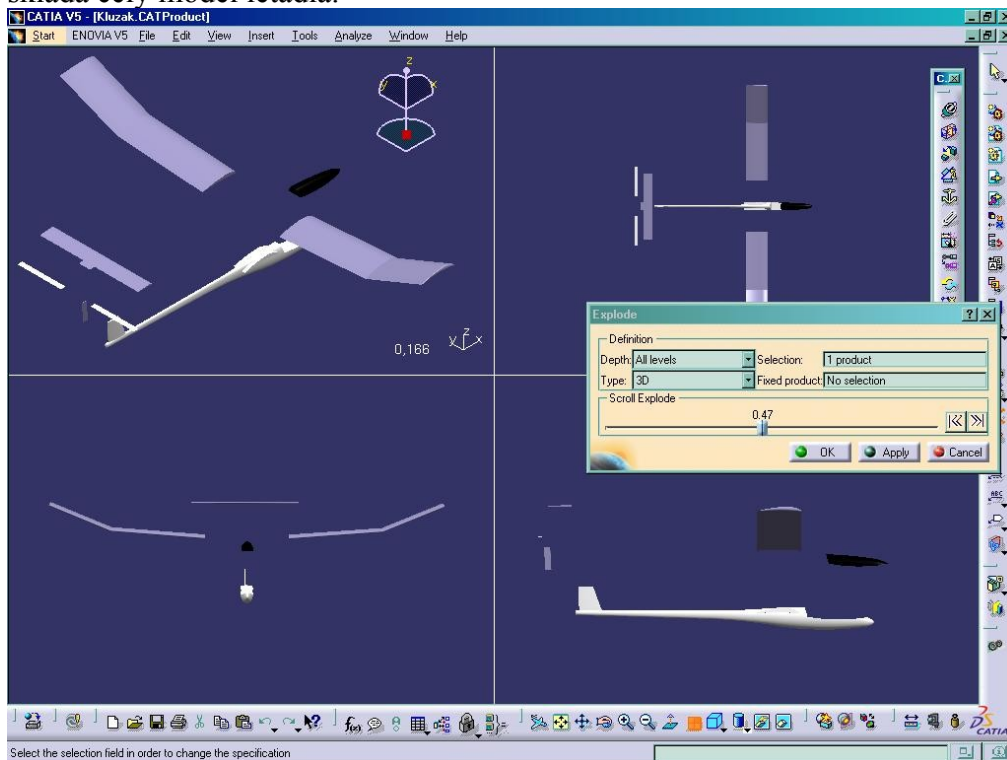 CATIA V5 - [Kluzak.CATProduct]
Start ENOVIA V5 File Edit View Insert Tools Analyze Window Help
z
y x
C.
0,166
z
y x
Explode
Definition
Depth: All levels Selection: 1 product
Type: 3D Fixed product: No selection
Scroll Explode
0.47
OK Apply Cancel
ABC
f(x)
CATIA
Select the selection field in order to change the specification